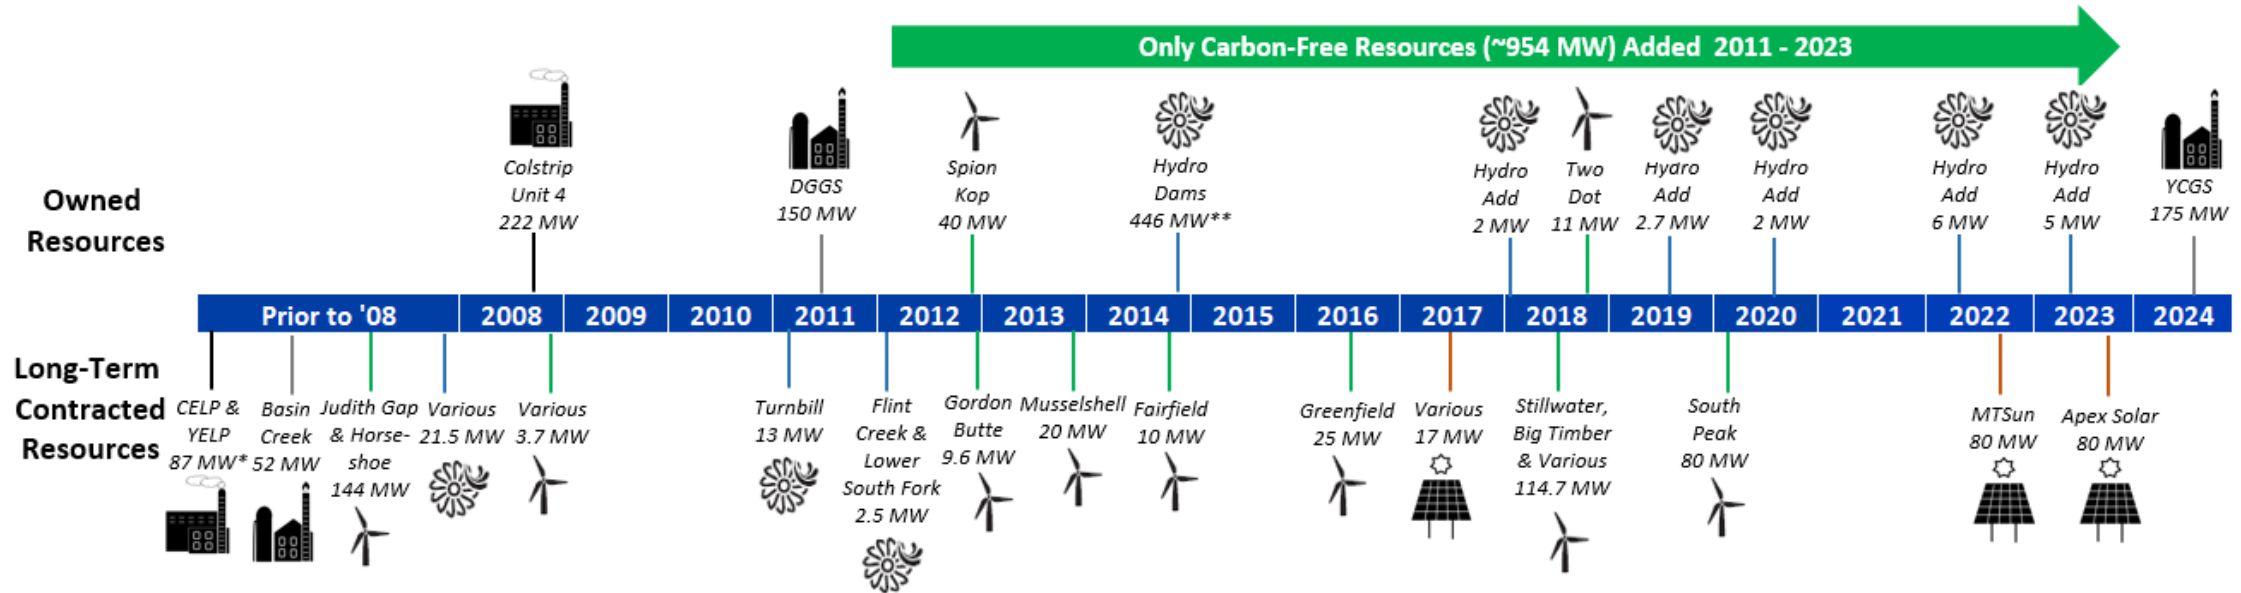 Only Carbon-Free Resources (~954 MW) Added 2011 - 2023
Owned
Resources
Colstrip
Unit 4
222 MW
DGGS
150 MW
Spion
Kop
40 MW
Hydro
Dams
446 MW**
Hydro
Add
2 MW
Two
Dot
11 MW
Hydro
Add
2.7 MW
Hydro
Add
2 MW
Hydro
Add
6 MW
Hydro
Add
5 MW
YCGS
175 MW
Prior to '08
2008
2009
2010
2011
2012
2013
2014
2015
2016
2017
2018
2019
2020
2021
2022
2023
2024
Long-Term
Contracted
Resources
CELP &
YELP
87 MW*
Basin
Creek
52 MW
Judith Gap
& Horse-
shoe
144 MW
Various
21.5 MW
Various
3.7 MW
Turnbill
13 MW
Flint
Creek &
Lower
South Fork
2.5 MW
Gordon
Butte
9.6 MW
Musselshell
20 MW
Fairfield
10 MW
Greenfield
25 MW
Various
17 MW
Stillwater,
Big Timber
& Various
114.7 MW
South
Peak
80 MW
MTSun
80 MW
Apex Solar
80 MW